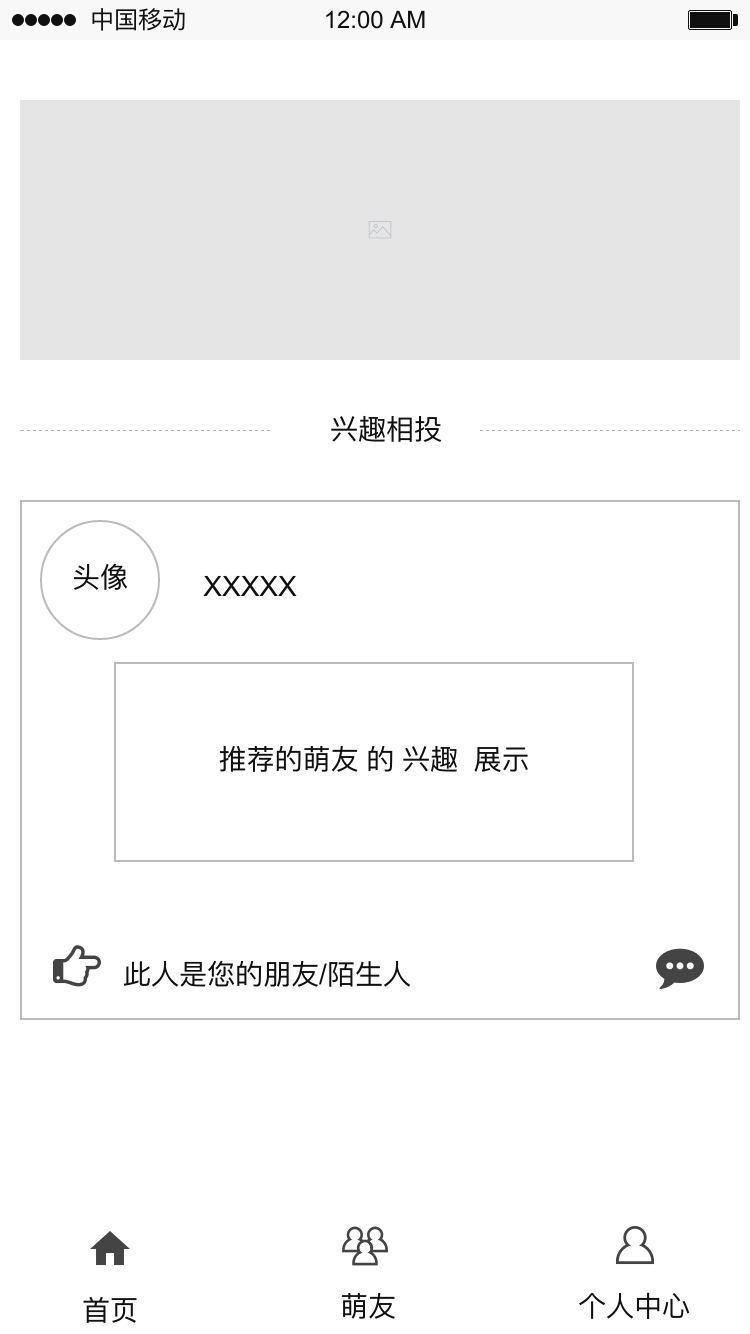 中国移动 12:00 AM
兴趣相投
头像
XXXXX
推荐的萌友 的 兴趣  展示
此人是您的朋友/陌生人
首页 萌友 个人中心